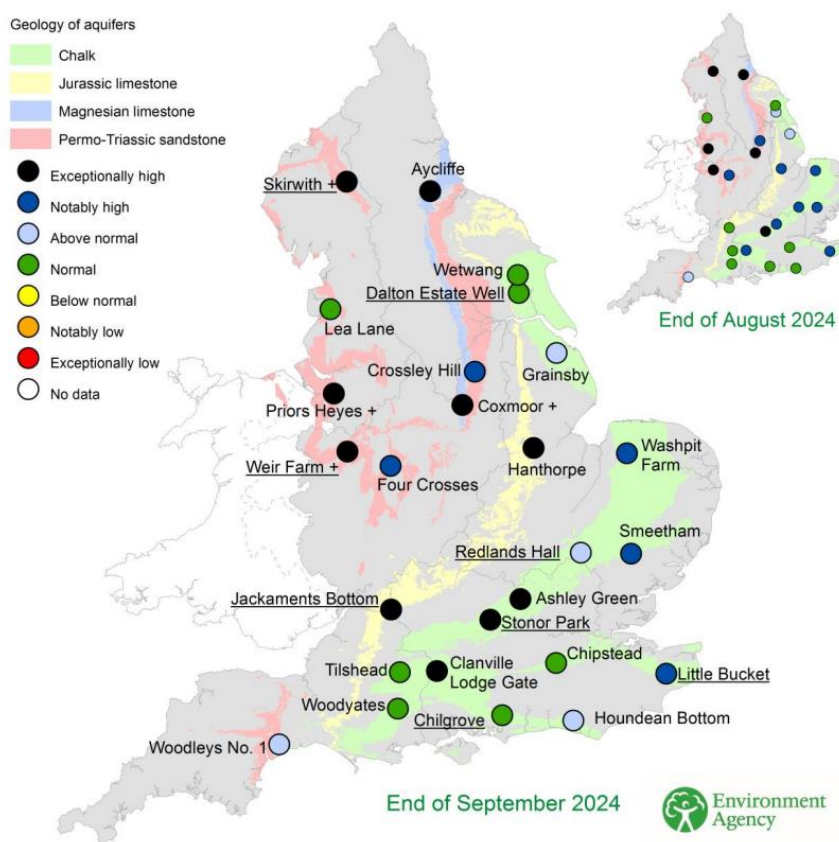 Geology of aquifers
Chalk
Jurassic limestone
Magnesian limestone
Permo-Triassic sandstone
Exceptionally high
Notably high
Above normal
Normal
Below normal
Notably low
Exceptionally low
No data
End of August 2024
Skirwith +
Aycliffe
Wetwang
Dalton Estate Well
Lea Lane
Crossley Hill
Grainsby
Priors Heyes +
Coxmoor +
Weir Farm +
Four Crosses
Hanthorpe
Washpit
Farm
Smeetham
Redlands Hall
Jackaments Bottom
Ashley Green
Stonor Park
Tilshead
Clanville
Lodge Gate
Chipstead
Little Bucket
Woodyates
Chilgrove
Houndean Bottom
Woodleys No. 1
End of September 2024
Environment
Agency